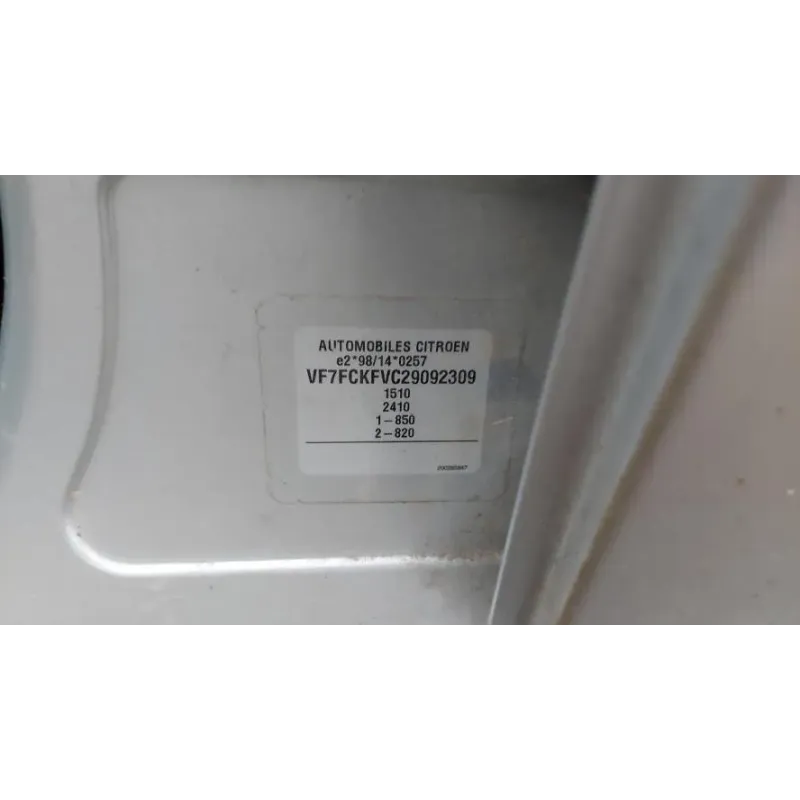 AUTOMOBILES CITROEN
e2*98/14*0257
VF7FCKFVC29092309
1510
2410
1-850
2-820